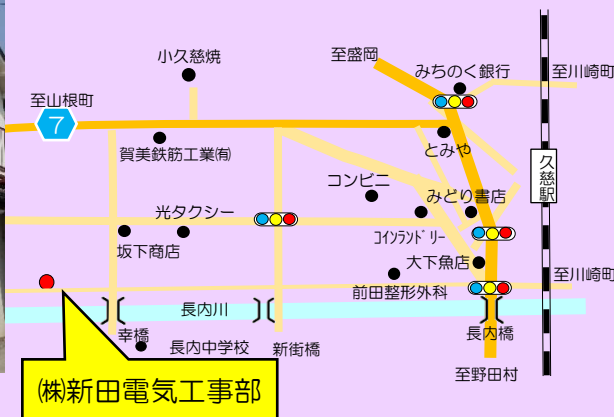 小久慈焼
至盛岡
みちのく銀行
至川崎町
至山根町
7
賀美鉄筋工業㈲
とみや
久慈駅
コンビニ
みどり書店
光タクシー
コインランドリー
坂下商店
大下魚店
前田整形外科
至川崎町
長内川
幸橋
長内中学校
新街橋
長内橋
至野田村
㈱新田電気工事部